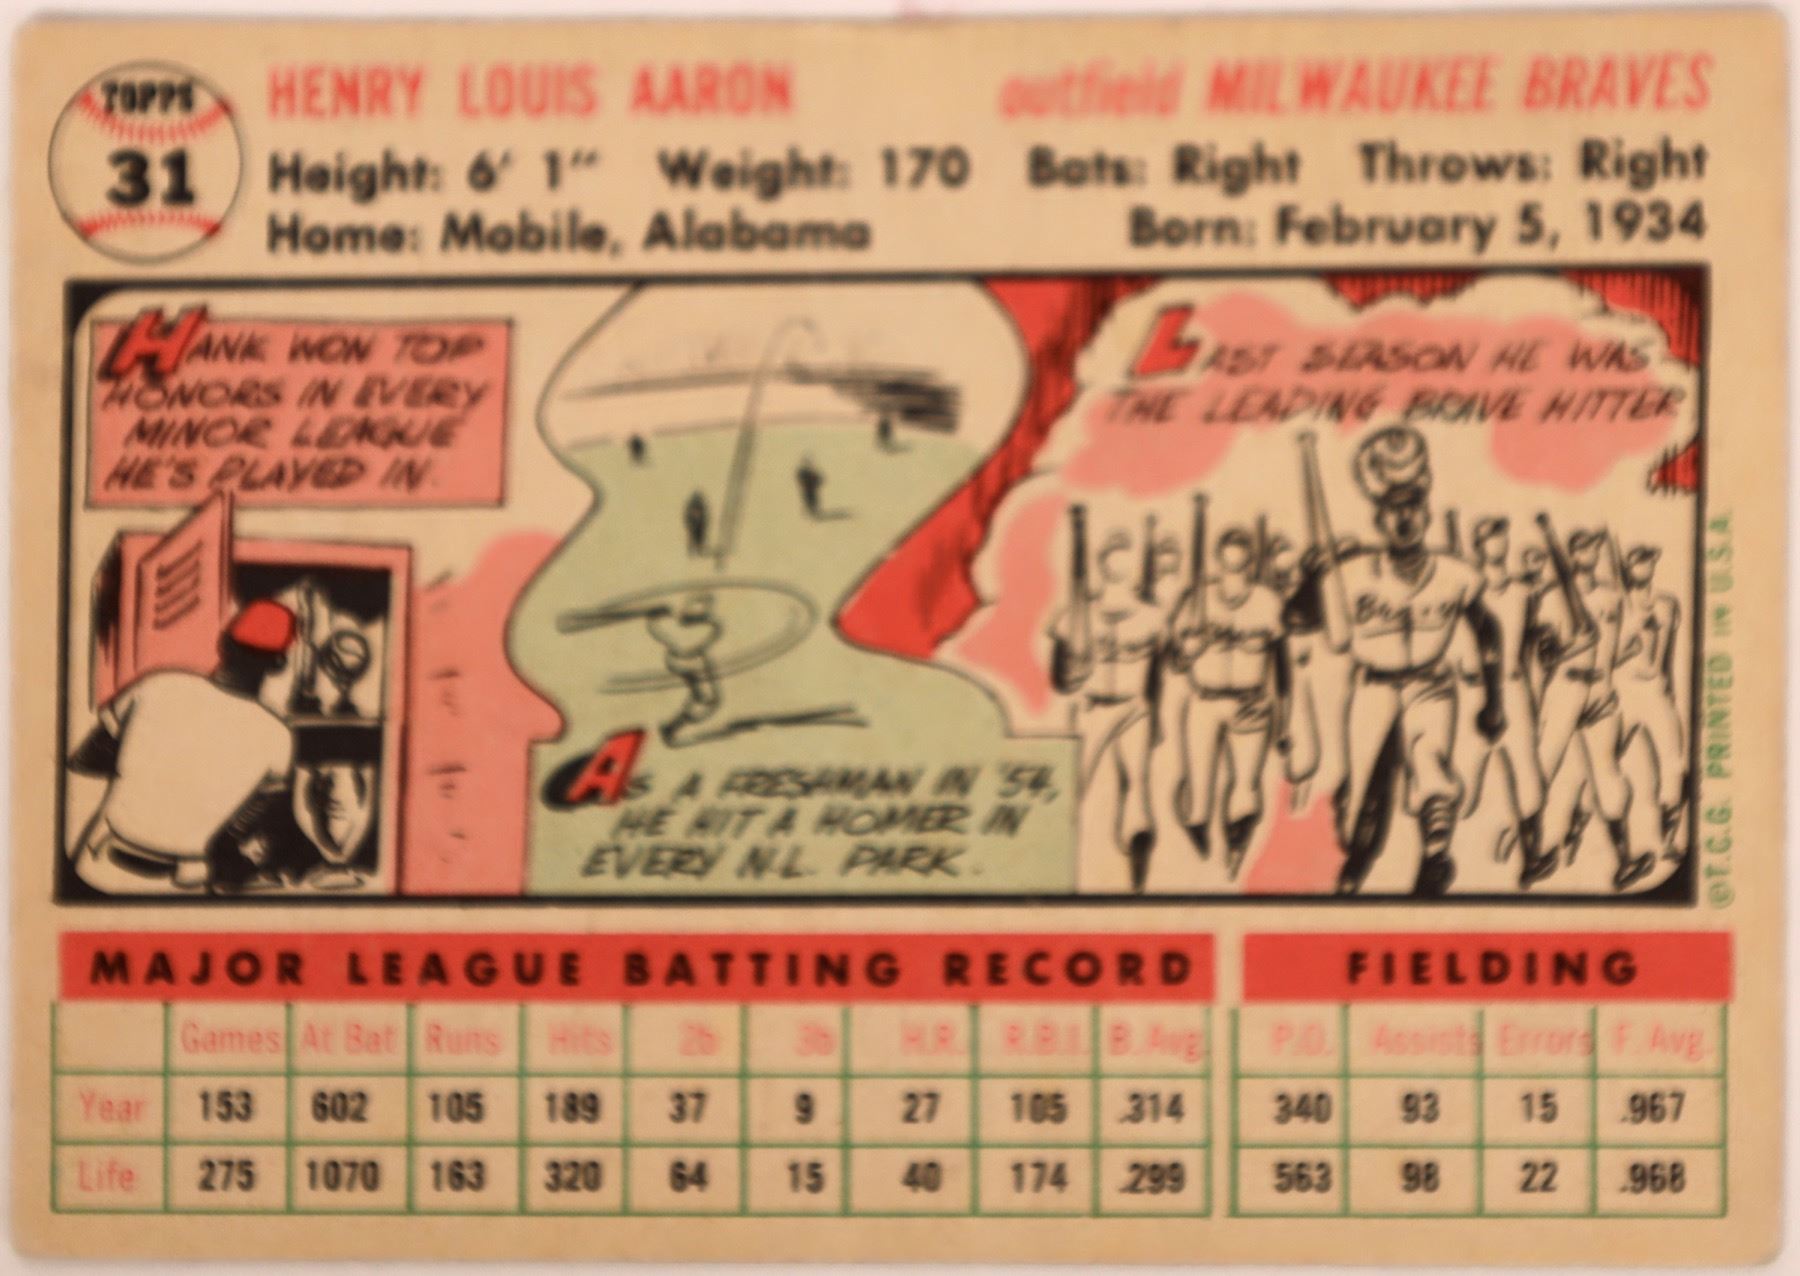 TOPPS
31
HENRY LOUIS AARON
outfield MILWAUKEE BRAVES
Height: 6' 1" Weight: 170 Bats: Right Throws: Right
Home: Mobile, Alabama Born: February 5, 1934
HANK WON TOP
HONORS IN EVERY
MINOR LEAGUE
HE'S PLAYED IN.
AS A FRESHMAN IN '54,
HE HIT A HOMER IN
EVERY N.L. PARK.
LAST SEASON HE WAS
THE LEADING BRAVE HITTER
Braves
©T.C.G. PRINTED IN U.S.A.
MAJOR LEAGUE BATTING RECORD FIELDING
Games At Bat Runs Hits 2b 3b H.R. R.B.I. B.Avg. P.O. Assists Errors F. Avg.
Year 153 602 105 189 37 9 27 105 .314 340 93 15 .967
Life 275 1070 163 320 64 15 40 174 .299 563 98 22 .968